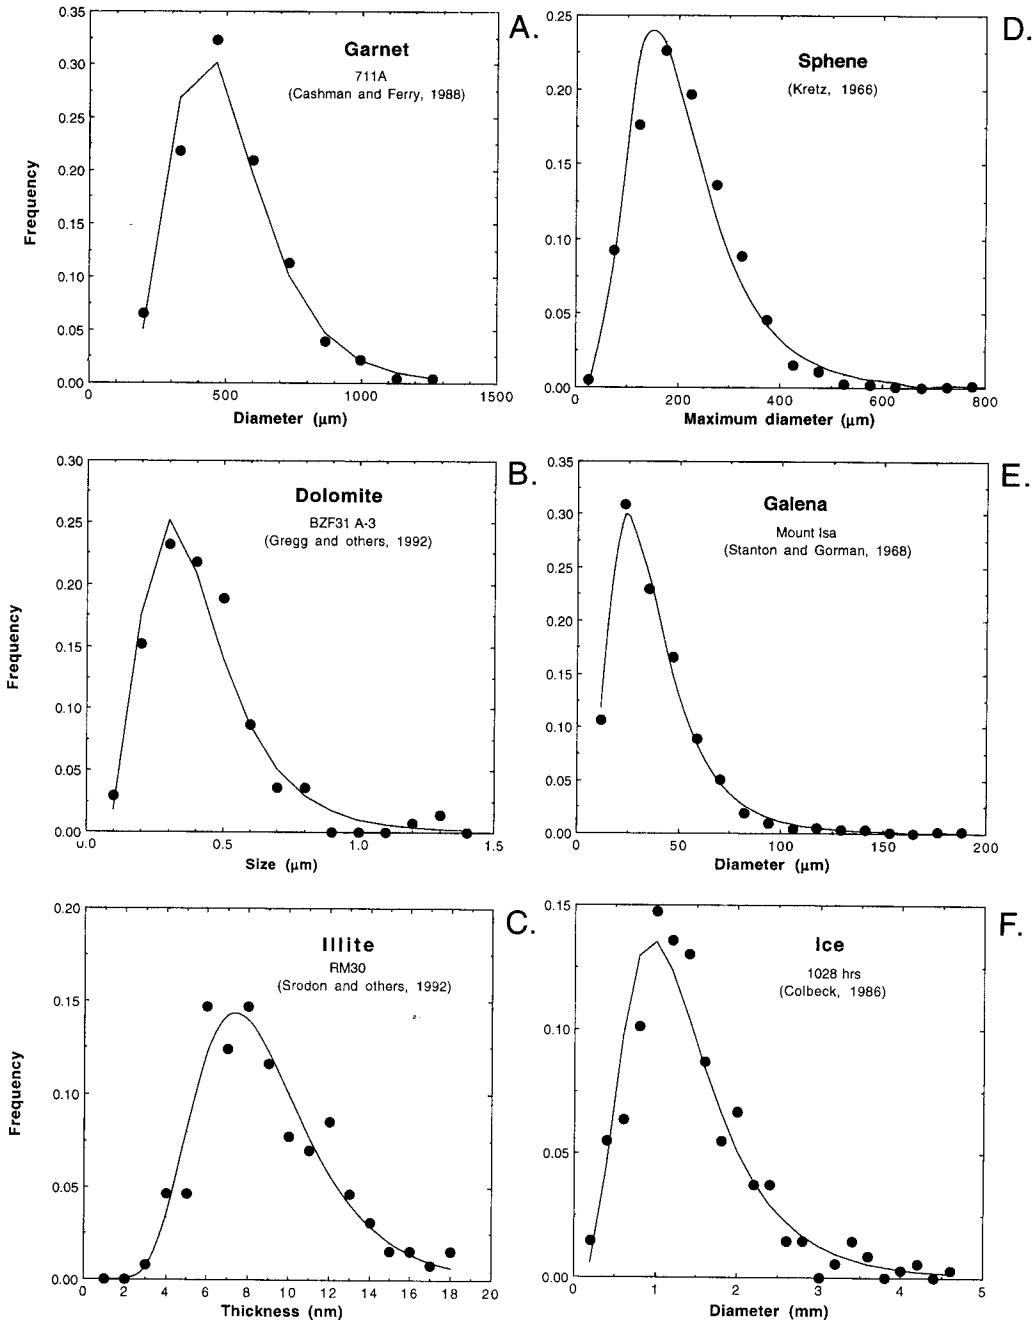 A.
Garnet
711A
(Cashman and Ferry, 1988)
Frequency
0.35
0.30
0.25
0.20
0.15
0.10
0.05
0.00
0
500
1000
1500
Diameter (µm)
D.
Sphene
(Kretz, 1966)
0.25
0.20
0.15
0.10
0.05
0.00
0
200
400
600
800
Maximum diameter (µm)
B.
Dolomite
BZF31 A-3
(Gregg and others, 1992)
Frequency
0.30
0.25
0.20
0.15
0.10
0.05
0.00
0.0
0.5
1.0
1.5
Size (µm)
E.
Galena
Mount Isa
(Stanton and Gorman, 1968)
0.35
0.30
0.25
0.20
0.15
0.10
0.05
0.00
0
50
100
150
200
Diameter (µm)
C.
Illite
RM30
(Srodon and others, 1992)
Frequency
0.20
0.15
0.10
0.05
0.00
0
2
4
6
8
10
12
14
16
18
20
Thickness (nm)
F.
Ice
1028 hrs
(Colbeck, 1986)
0.15
0.10
0.05
0.00
0
1
2
3
4
5
Diameter (mm)